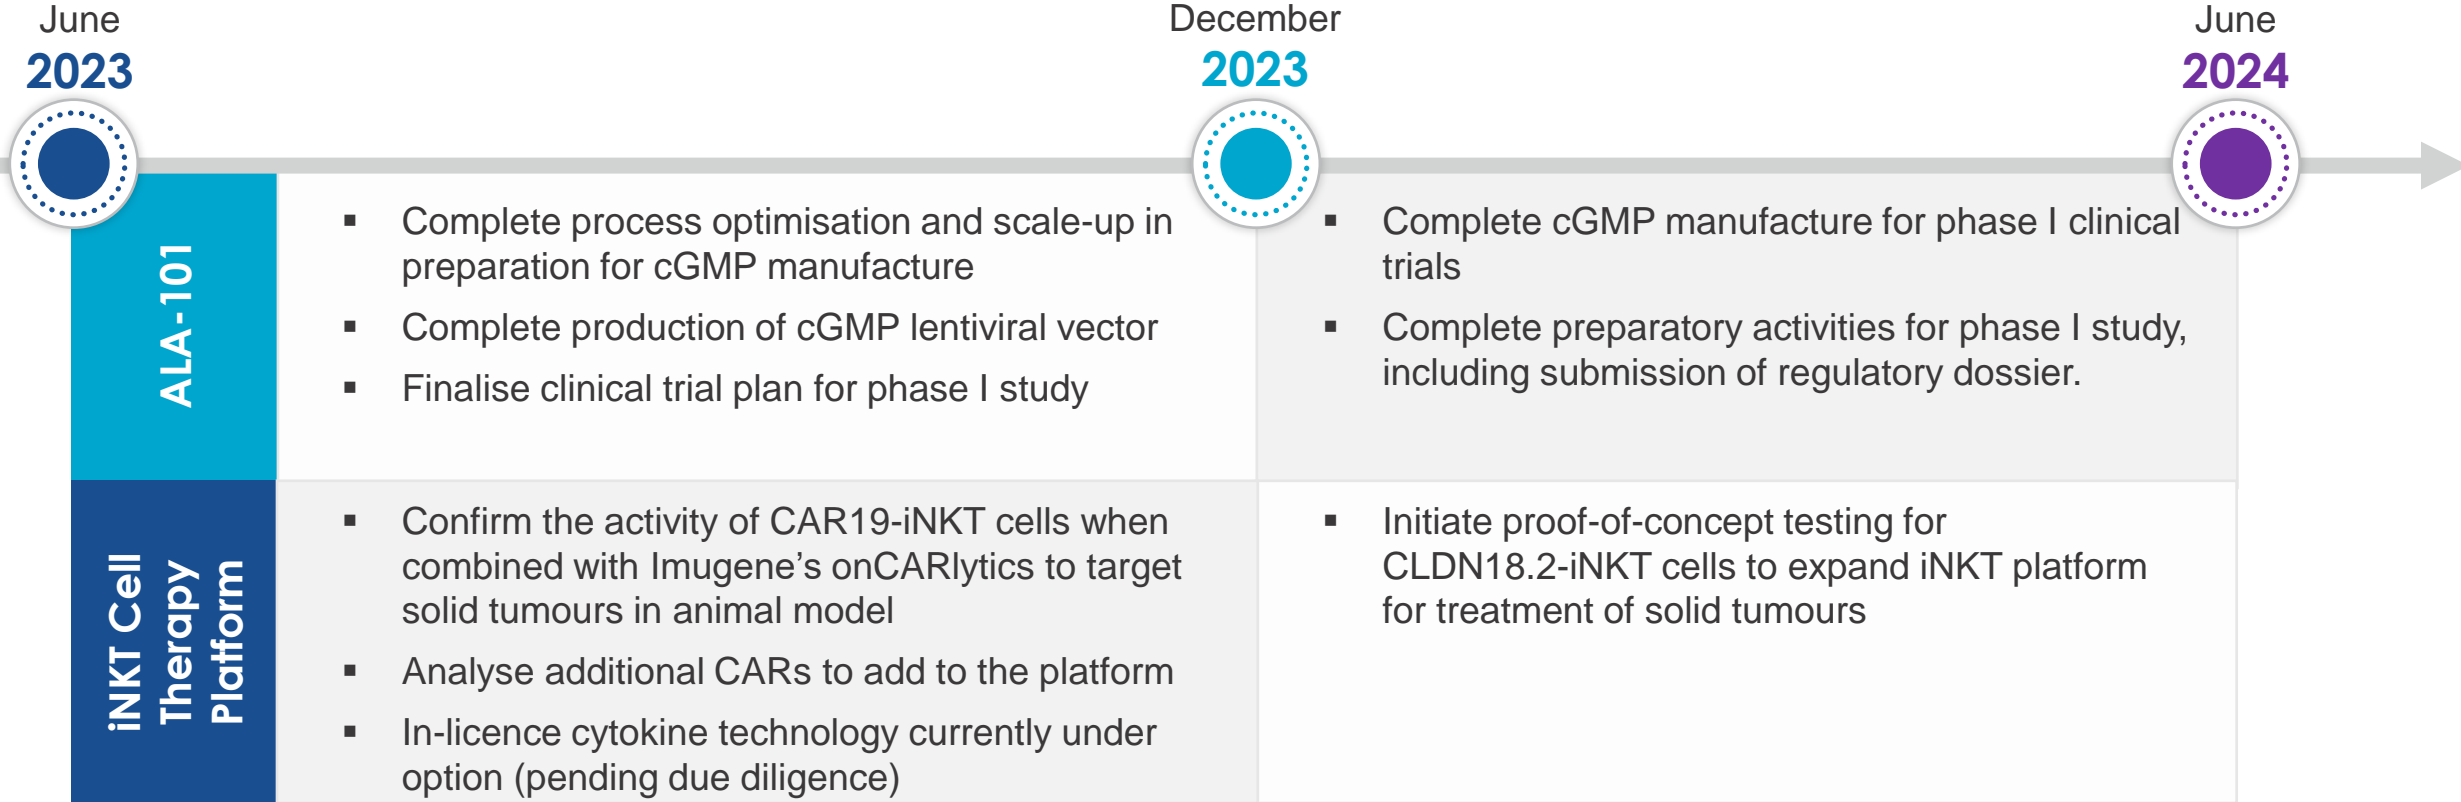 June
2023
December
2023
June
2024
ALA-101
▪ Complete process optimisation and scale-up in
preparation for cGMP manufacture
▪ Complete production of cGMP lentiviral vector
▪ Finalise clinical trial plan for phase I study
▪ Complete cGMP manufacture for phase I clinical
trials
▪ Complete preparatory activities for phase I study,
including submission of regulatory dossier.
iNKT Cell
Therapy
Platform
▪ Confirm the activity of CAR19-iNKT cells when
combined with Imugene’s onCARlytics to target
solid tumours in animal model
▪ Analyse additional CARs to add to the platform
▪ In-licence cytokine technology currently under
option (pending due diligence)
▪ Initiate proof-of-concept testing for
CLDN18.2-iNKT cells to expand iNKT platform
for treatment of solid tumours